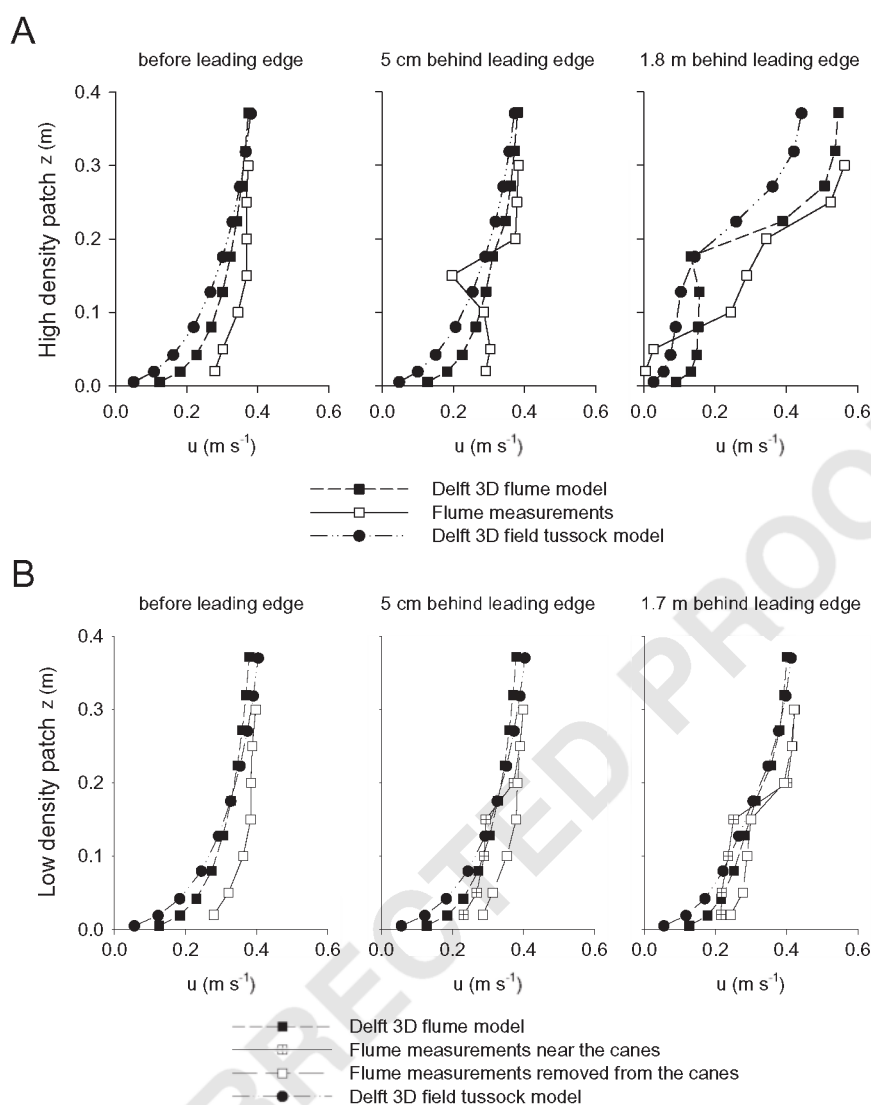 A
before leading edge
5 cm behind leading edge
1.8 m behind leading edge
High density patch z (m)
0.4
0.3
0.2
0.1
0.0
0.0 0.2 0.4 0.6
0.0 0.2 0.4 0.6
0.0 0.2 0.4 0.6
u (m s-1)
u (m s-1)
u (m s-1)
Delft 3D flume model
Flume measurements
Delft 3D field tussock model
B
before leading edge
5 cm behind leading edge
1.7 m behind leading edge
Low density patch z (m)
0.4
0.3
0.2
0.1
0.0
0.0 0.2 0.4 0.6
0.0 0.2 0.4 0.6
0.0 0.2 0.4 0.6
u (m s-1)
u (m s-1)
u (m s-1)
Delft 3D flume model
Flume measurements near the canes
Flume measurements removed from the canes
Delft 3D field tussock model
RRECTED PROO